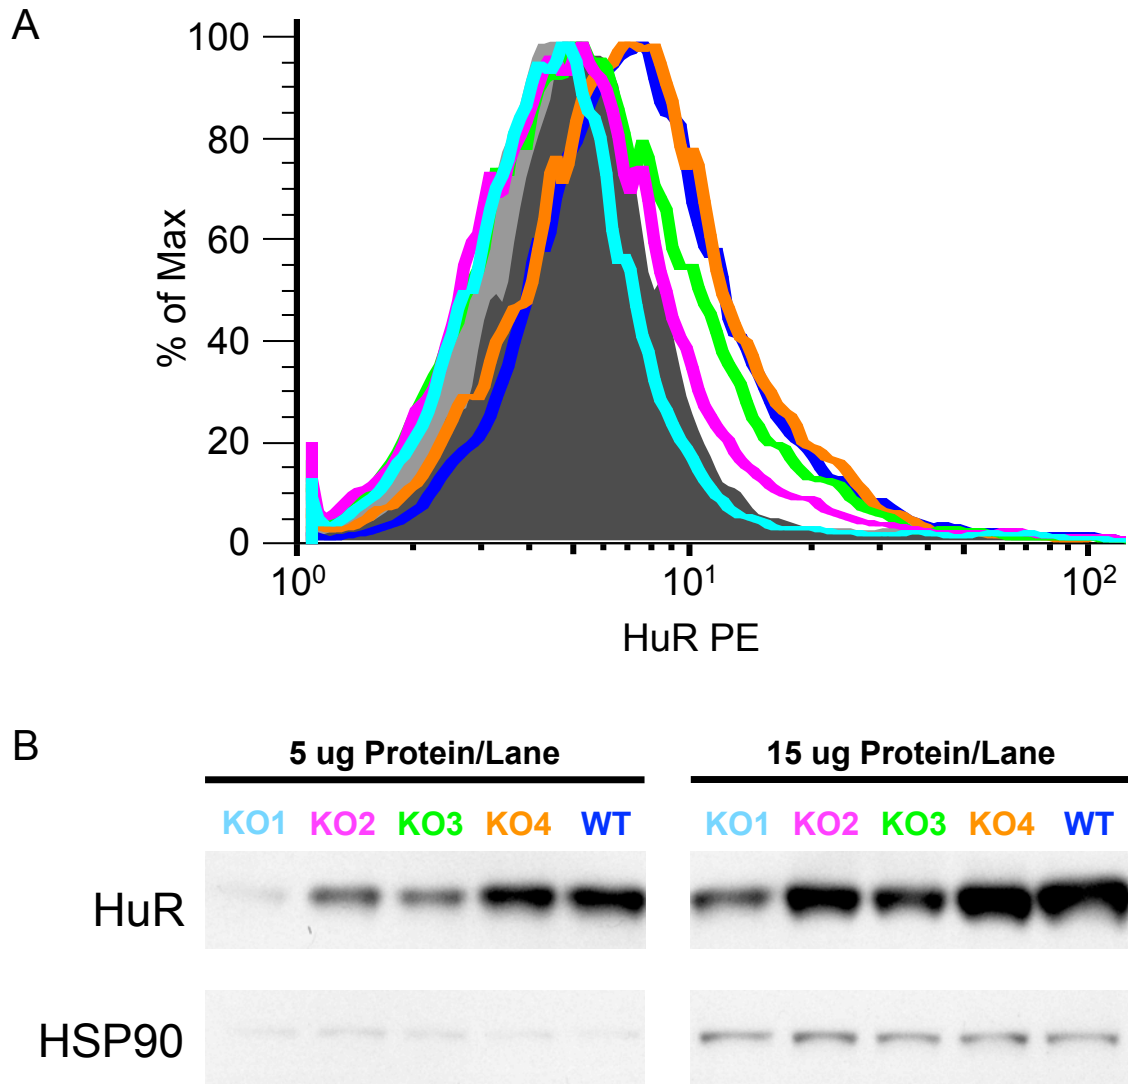 A
100
80
60
40
20
0
% of Max
10⁰ 10¹ 10²
HuR PE
B
5 ug Protein/Lane 15 ug Protein/Lane
KO1 KO2 KO3 KO4 WT KO1 KO2 KO3 KO4 WT
HuR
HSP90